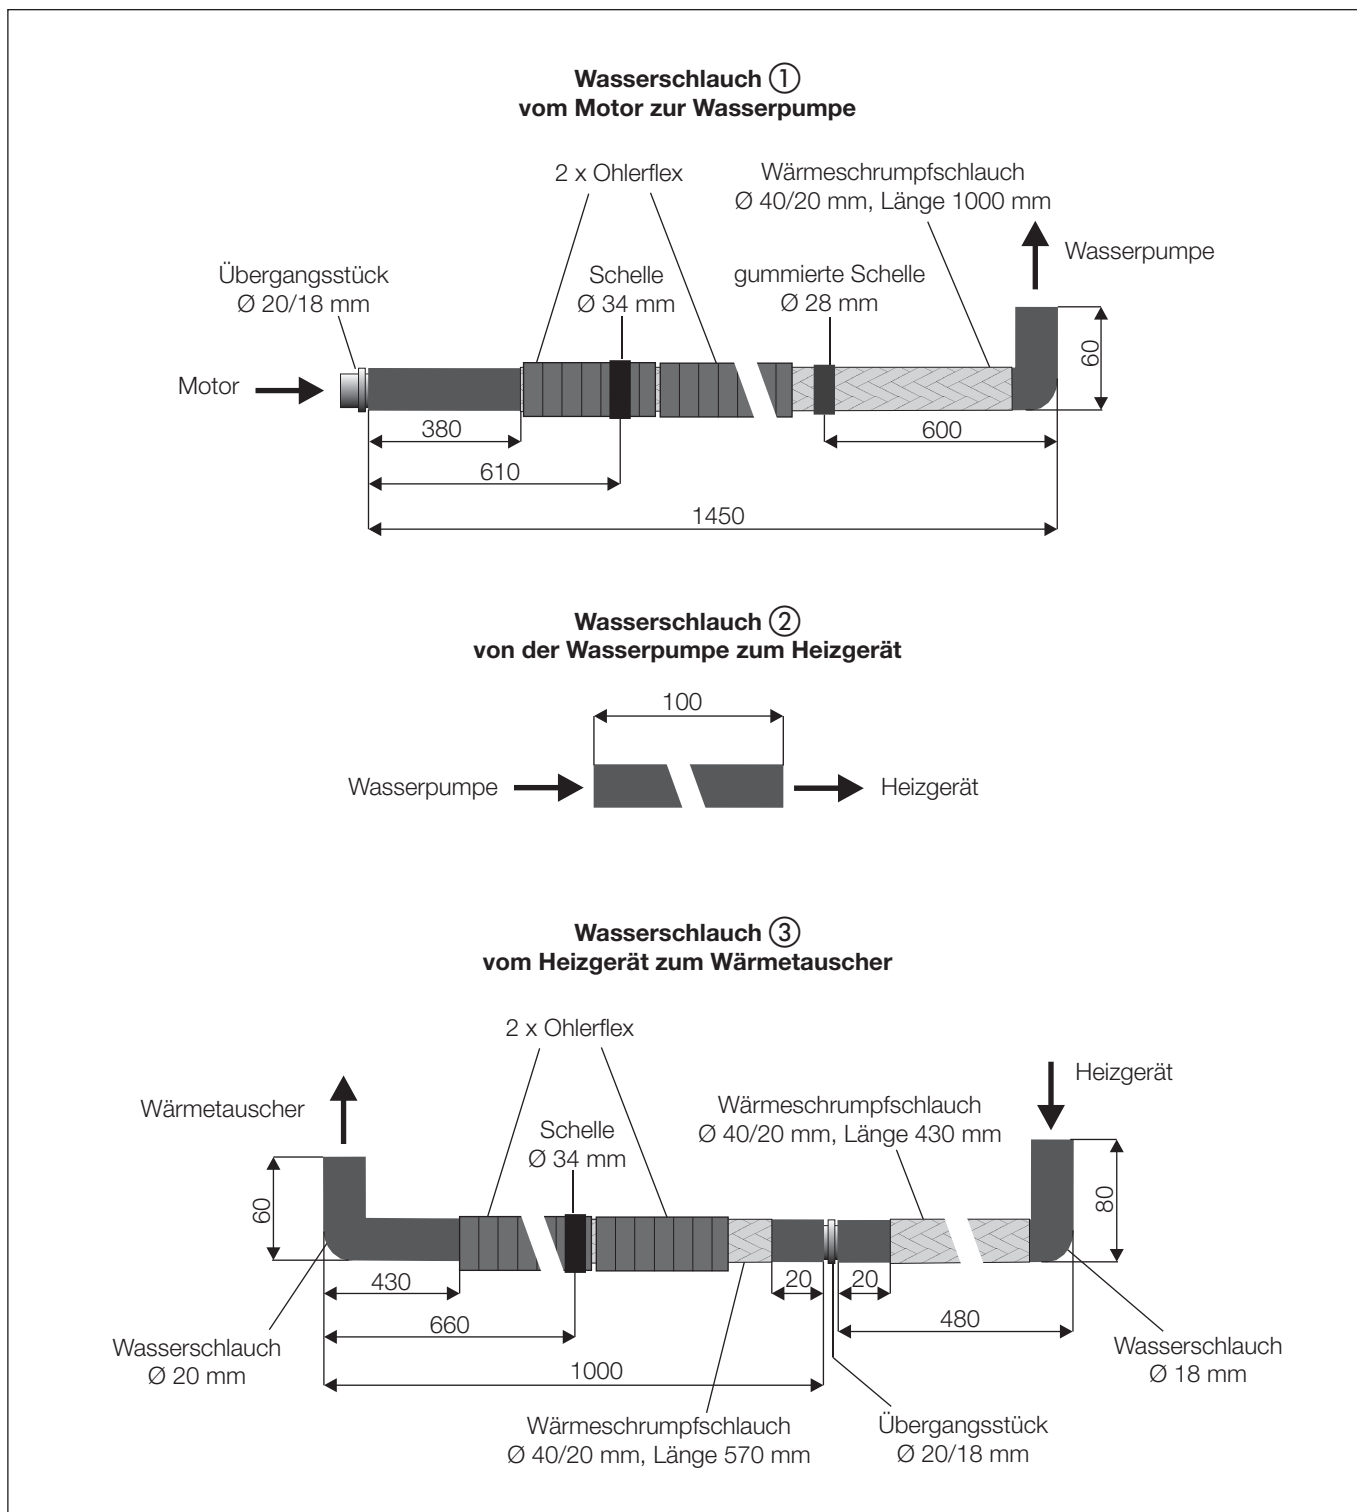 Wasserschlauch ①
vom Motor zur Wasserpumpe
2 x Ohlerflex
Wärmeschrumpfschlauch
Ø 40/20 mm, Länge 1000 mm
Wasserpumpe
Übergangsstück
Ø 20/18 mm
Schelle
Ø 34 mm
gummierte Schelle
Ø 28 mm
Motor
60
380
600
610
1450
Wasserschlauch ②
von der Wasserpumpe zum Heizgerät
100
Wasserpumpe
Heizgerät
Wasserschlauch ③
vom Heizgerät zum Wärmetauscher
2 x Ohlerflex
Heizgerät
Wärmetauscher
Schelle
Ø 34 mm
Wärmeschrumpfschlauch
Ø 40/20 mm, Länge 430 mm
60
80
430
20
20
660
480
1000
Wasserschlauch
Ø 20 mm
Wasserschlauch
Ø 18 mm
Wärmeschrumpfschlauch
Ø 40/20 mm, Länge 570 mm
Übergangsstück
Ø 20/18 mm